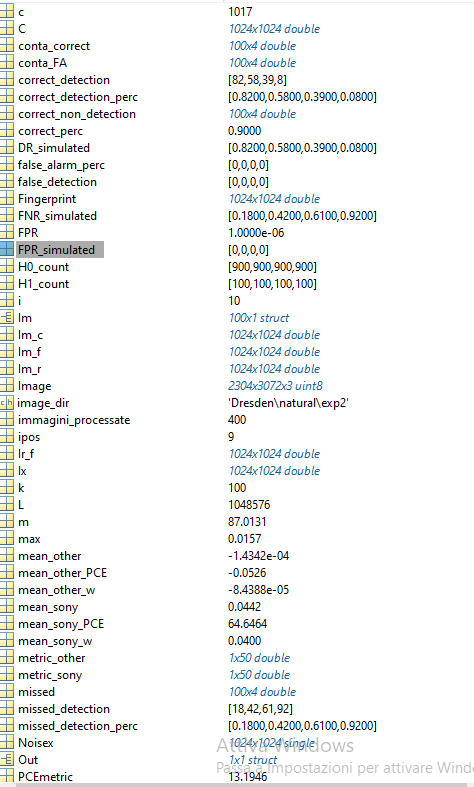 c 1017
C 1024x1024 double
conta_correct 100x4 double
conta_FA 100x4 double
correct_detection [82,58,39,8]
correct_detection_perc [0.8200,0.5800,0.3900,0.0800]
correct_non_detection 100x4 double
correct_perc 0.9000
DR_simulated [0.8200,0.5800,0.3900,0.0800]
false_alarm_perc [0,0,0,0]
false_detection [0,0,0,0]
Fingerprint 1024x1024 double
FNR_simulated [0.1800,0.4200,0.6100,0.9200]
FPR 1.0000e-06
FPR_simulated [0,0,0,0]
H0_count [900,900,900,900]
H1_count [100,100,100,100]
i 10
Im 100x1 struct
Im_c 1024x1024 double
Im_f 1024x1024 double
Im_r 1024x1024 double
Image 2304x3072x3 uint8
image_dir 'Dresden\natural\exp2'
immagini_processate 400
ipos 9
Ir_f 1024x1024 double
Ix 1024x1024 double
k 100
L 1048576
m 87.0131
max 0.0157
mean_other -1.4342e-04
mean_other_PCE -0.0526
mean_other_w -8.4388e-05
mean_sony 0.0442
mean_sony_PCE 64.6464
mean_sony_w 0.0400
metric_other 1x50 double
metric_sony 1x50 double
missed 100x4 double
missed_detection [18,42,61,92]
missed_detection_perc [0.1800,0.4200,0.6100,0.9200]
Noisex 1024x1024 single
Attiva Windows
Out 1x1 struct
Passa a Impostazioni per attivare Wind
PCEmetric 13.1946